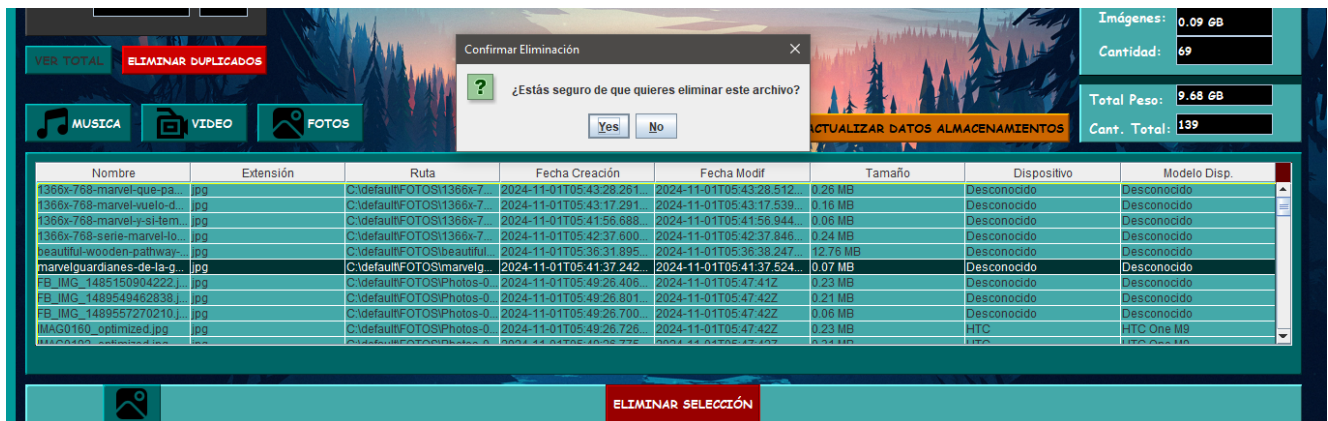 Imágenes: 0.09 GB
Cantidad: 69
Confirmar Eliminación
VER TOTAL ELIMINAR DUPLICADOS
¿Estás seguro de que quieres eliminar este archivo?
Yes No
Total Peso: 9.68 GB
Cant. Total: 139
MUSICA VIDEO FOTOS
ACTUALIZAR DATOS ALMACENAMIENTOS
Nombre Extensión Ruta Fecha Creación Fecha Modif Tamaño Dispositivo Modelo Disp.
1366x-768-marvel-que-pa... jpg C:\default\FOTOS\1366x-7... 2024-11-01T05:43:28.261... 2024-11-01T05:43:28.512... 0.26 MB Desconocido Desconocido
1366x-768-marvel-vuelo-d... jpg C:\default\FOTOS\1366x-7... 2024-11-01T05:43:17.291... 2024-11-01T05:43:17.539... 0.16 MB Desconocido Desconocido
1366x-768-marvel-y-si-tem... jpg C:\default\FOTOS\1366x-7... 2024-11-01T05:41:56.688... 2024-11-01T05:41:56.944... 0.06 MB Desconocido Desconocido
1366x-768-serie-marvel-lo... jpg C:\default\FOTOS\1366x-7... 2024-11-01T05:42:37.600... 2024-11-01T05:42:37.846... 0.24 MB Desconocido Desconocido
beautiful-wooden-pathway-... jpg C:\default\FOTOS\beautiful... 2024-11-01T05:36:31.895... 2024-11-01T05:36:38.247... 12.76 MB Desconocido Desconocido
marvelguardianes-de-la-g... jpg C:\default\FOTOS\marvelg... 2024-11-01T05:41:37.242... 2024-11-01T05:41:37.524... 0.07 MB Desconocido Desconocido
FB_IMG_1485150904222.j... jpg C:\default\FOTOS\Photos-0... 2024-11-01T05:49:26.406... 2024-11-01T05:47:41Z 0.23 MB Desconocido Desconocido
FB_IMG_1489549462838.j... jpg C:\default\FOTOS\Photos-0... 2024-11-01T05:49:26.801... 2024-11-01T05:47:42Z 0.21 MB Desconocido Desconocido
FB_IMG_1489557270210.j... jpg C:\default\FOTOS\Photos-0... 2024-11-01T05:49:26.700... 2024-11-01T05:47:42Z 0.06 MB Desconocido Desconocido
IMAG0160_optimized.jpg jpg C:\default\FOTOS\Photos-0... 2024-11-01T05:49:26.726... 2024-11-01T05:47:42Z 0.23 MB HTC HTC One M9
ELIMINAR SELECCIÓN